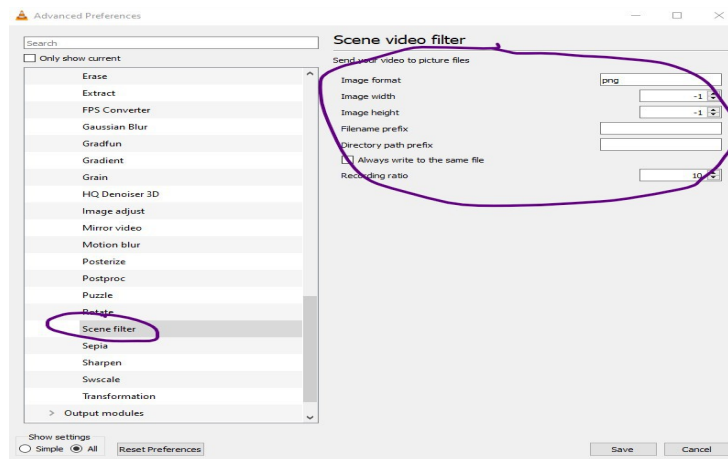 Advanced Preferences
Search
Only show current
Erase
Extract
FPS Converter
Gaussian Blur
Gradfun
Gradient
Grain
HQ Denoiser 3D
Image adjust
Mirror video
Motion blur
Posterize
Postproc
Puzzle
Rotate
Scene filter
Sepia
Sharpen
Swscale
Transformation
Output modules
Show settings
Simple All Reset Preferences
Scene video filter
Send your video to picture files
Image format png
Image width -1
Image height -1
Filename prefix
Directory path prefix
Always write to the same file
Recording ratio 10
Save Cancel